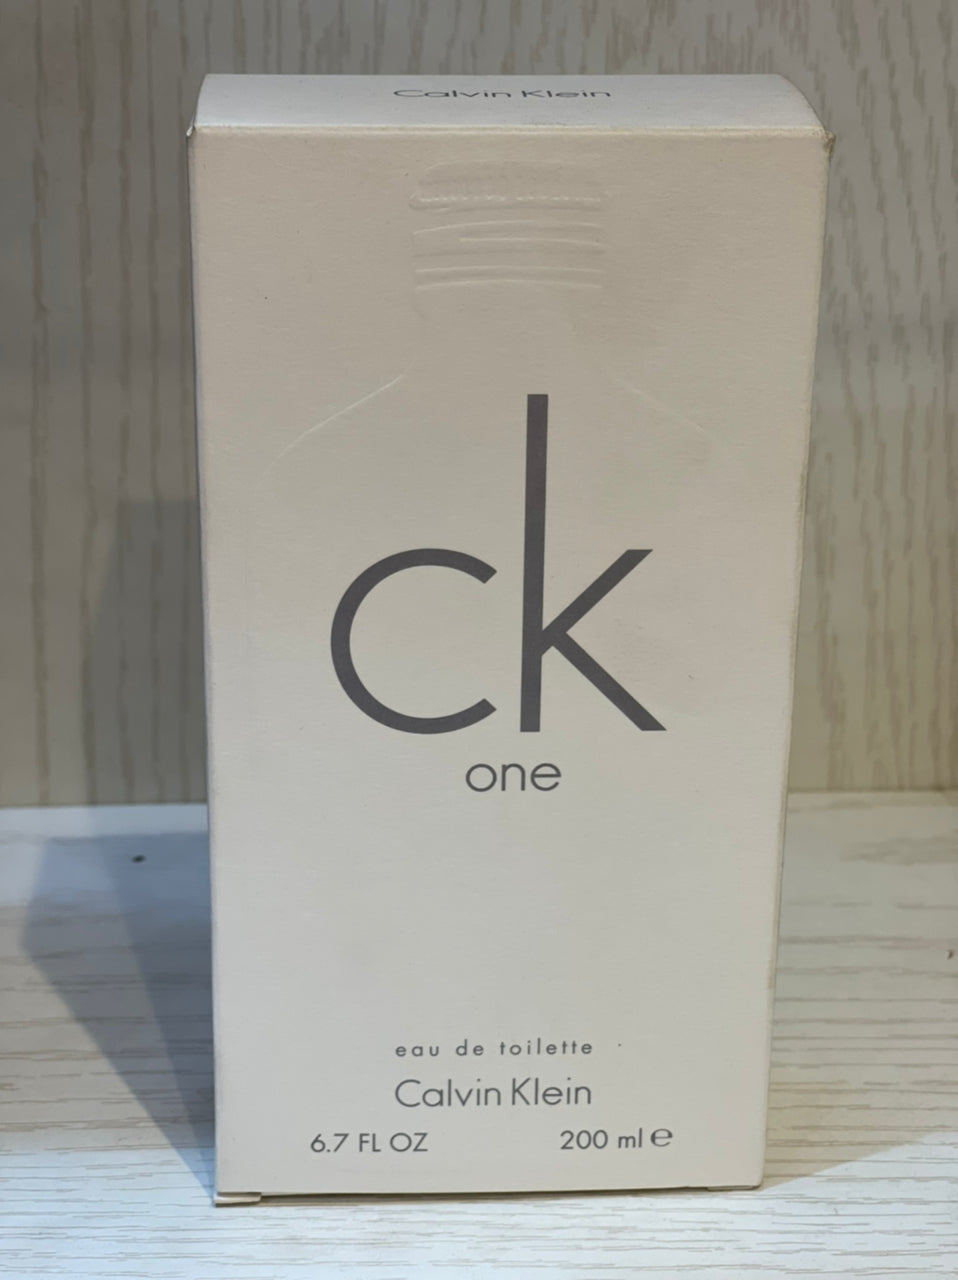 Calvin Klein
ck
one
eau de toilette
Calvin Klein
6.7 FL OZ 200 ml ℮